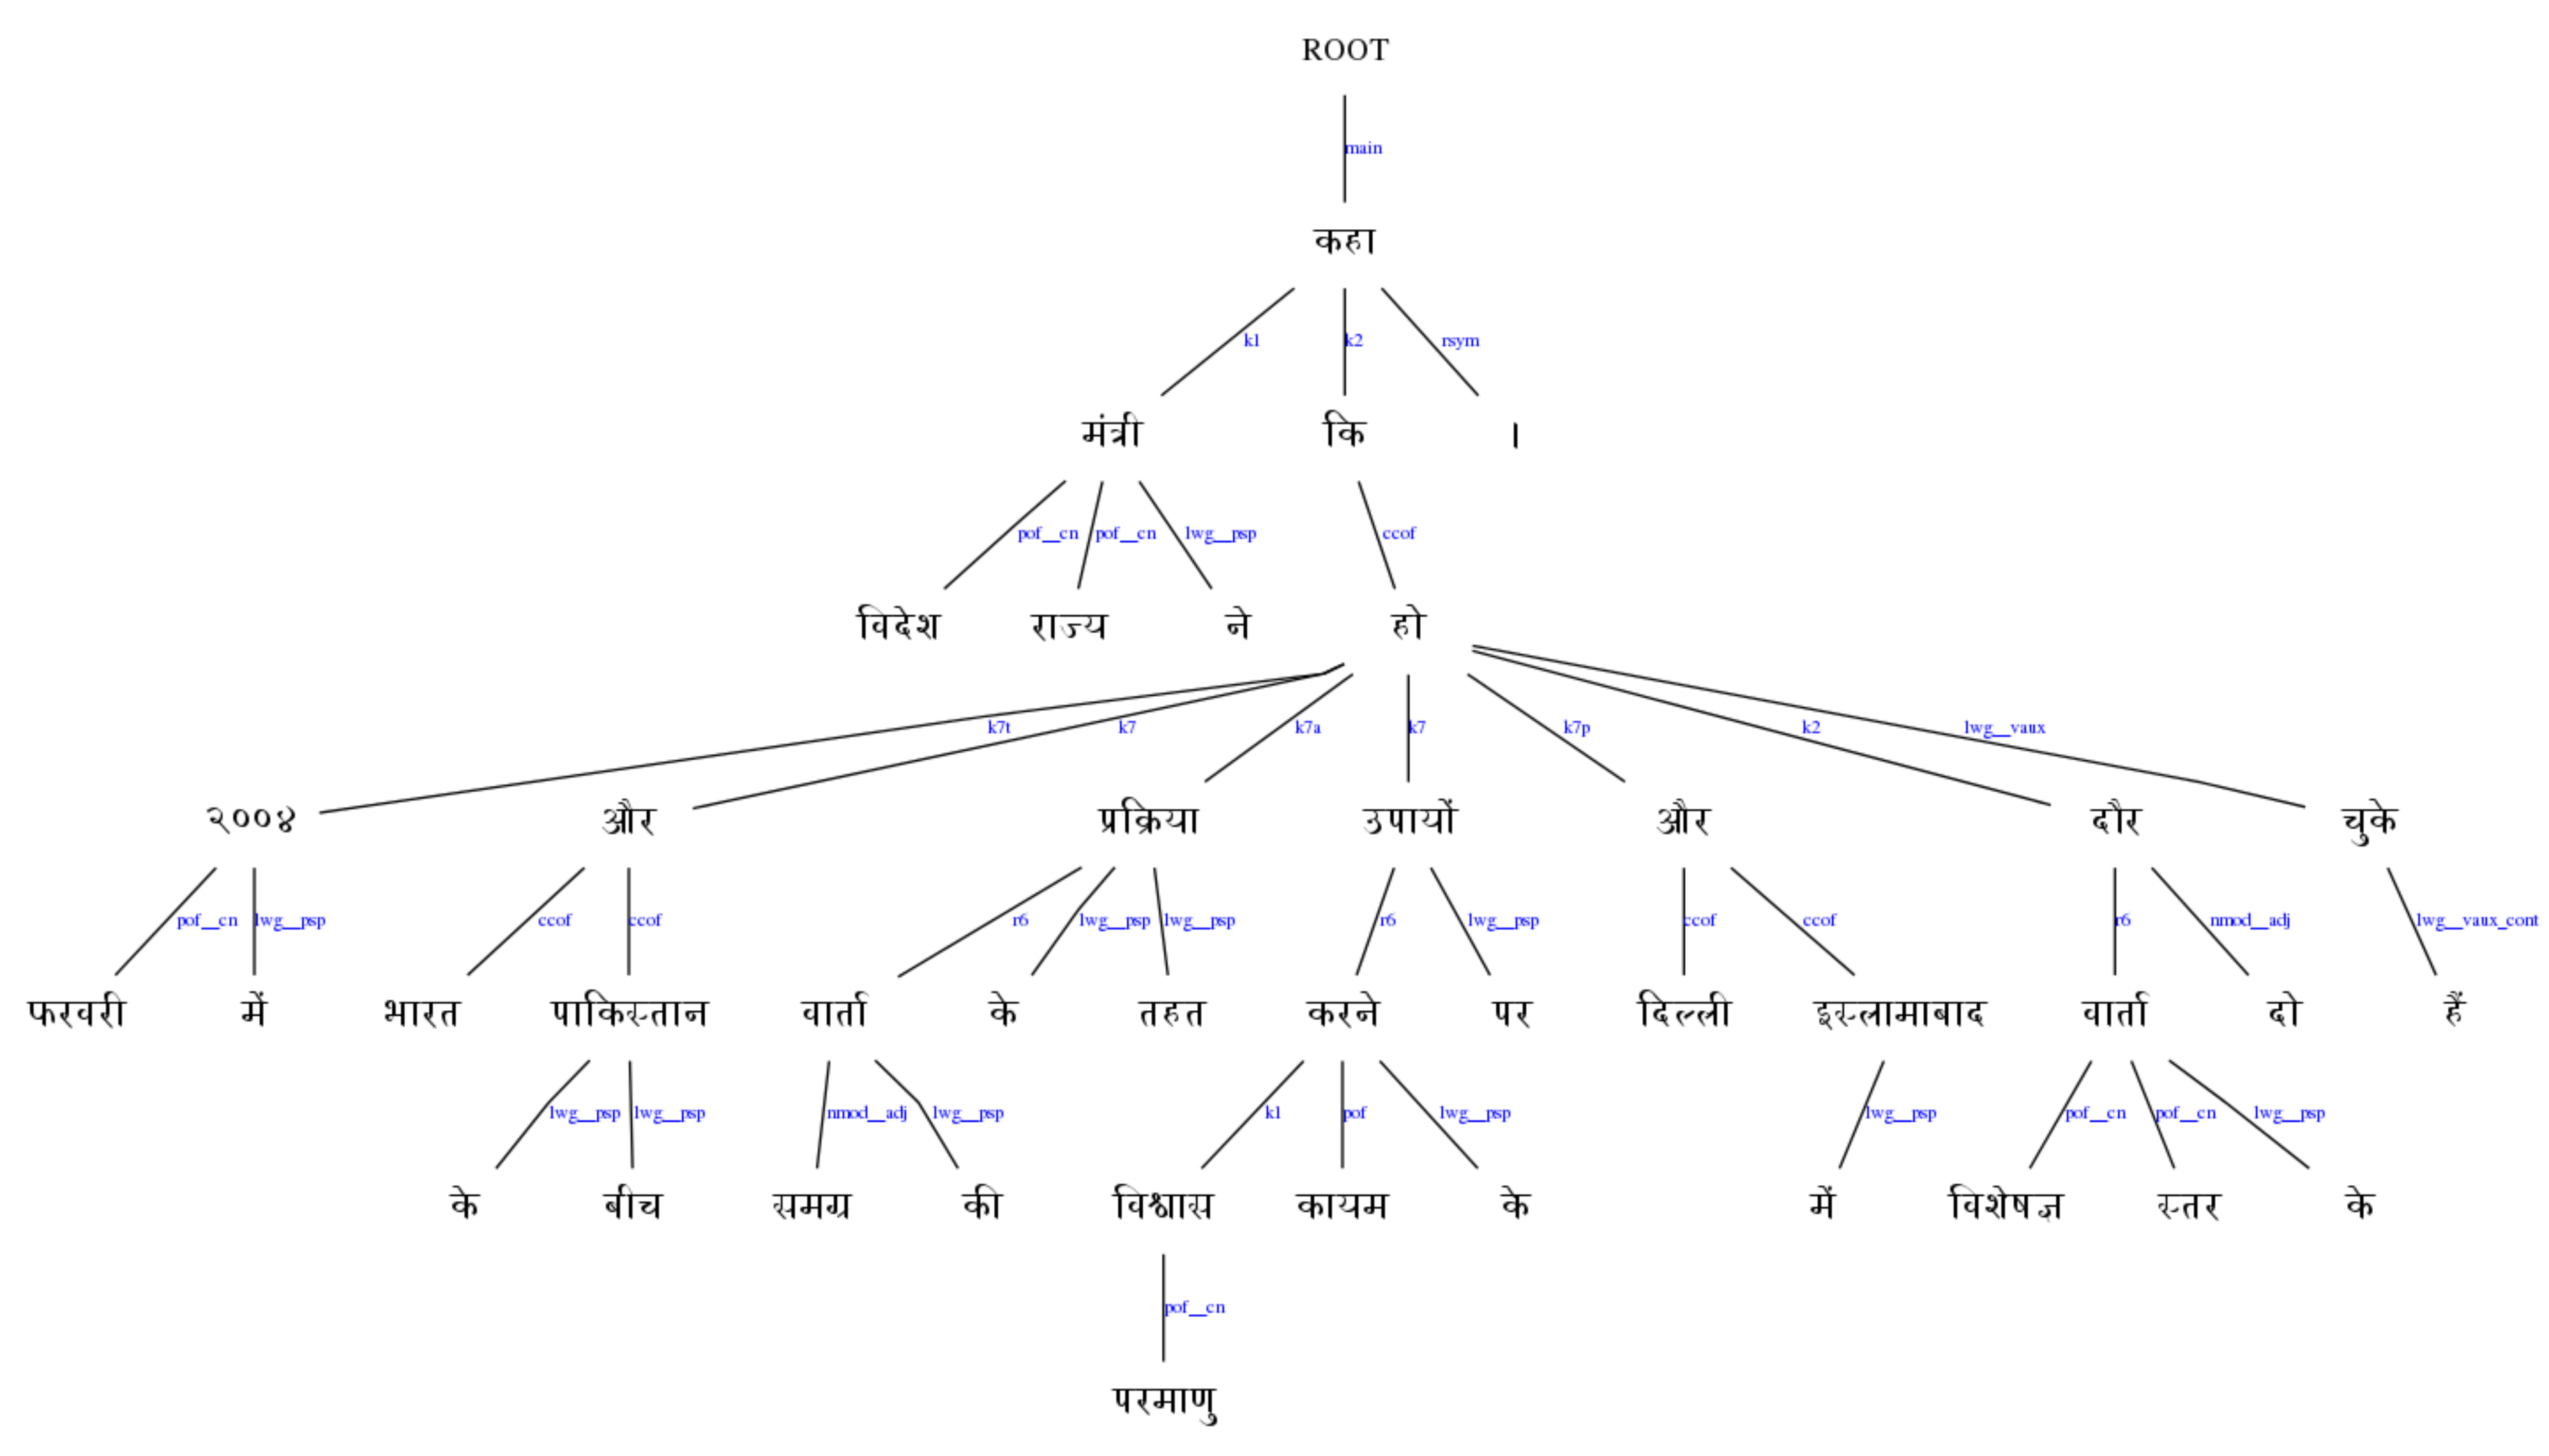 ROOT
main
कहा
k1 k2 rsym
मंत्री कि ।
pof__cn pof__cn lwg__psp ccof
विदेश राज्य ने हो
k7t k7 k7a k7 k7p k2 lwg__vaux
२००४ और प्रक्रिया उपायों और दौर चुके
pof__cn lwg__psp ccof ccof r6 lwg__psp lwg__psp r6 lwg__psp ccof ccof r6 nmod__adj lwg__vaux_cont
फरवरी में भारत पाकिस्तान वार्ता के तहत करने पर दिल्ली इस्लामाबाद वार्ता दो हैं
lwg__psp lwg__psp nmod__adj lwg__psp k1 pof lwg__psp lwg__psp pof__cn pof__cn lwg__psp
के बीच समग्र की विश्वास कायम के में विशेषज्ञ स्तर के
pof__cn
परमाणु